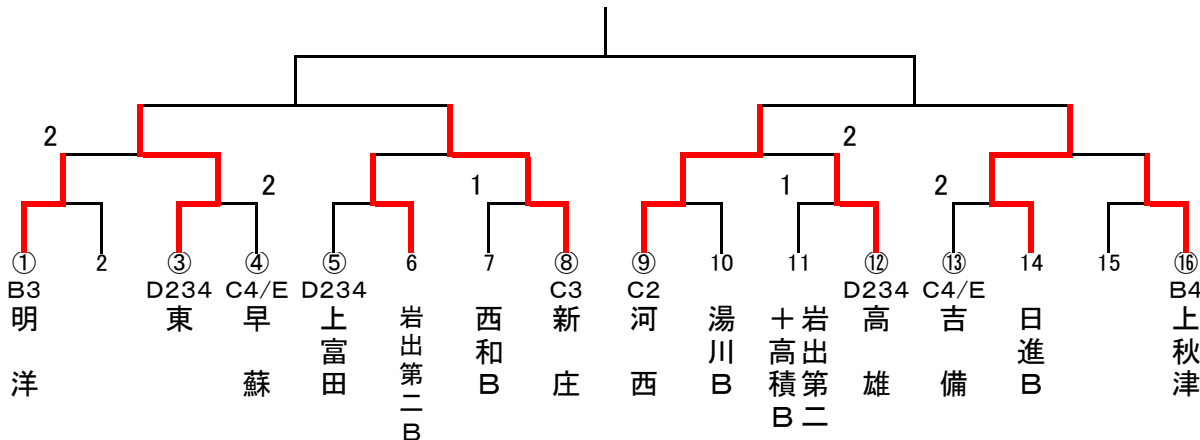 2
2
2
1
1
2
① 2 ③ ④ ⑤ 6 7 ⑧ ⑨ 10 11 ⑫ ⑬ 14 15 ⑯
B3 D234 C4/E D234 C3 C2 D234 C4/E B4
明洋
東
早蘇
上富田
岩出第二B
西和B
新庄
河西
湯川B
岩出第二
＋高積B
高雄
吉備
日進B
上秋津